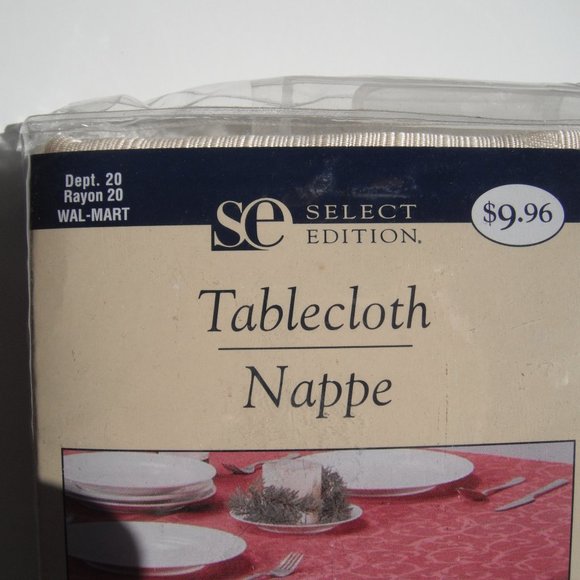 Dept. 20
Rayon 20
WAL-MART
se SELECT
EDITION®
$9.96
Tablecloth
Nappe